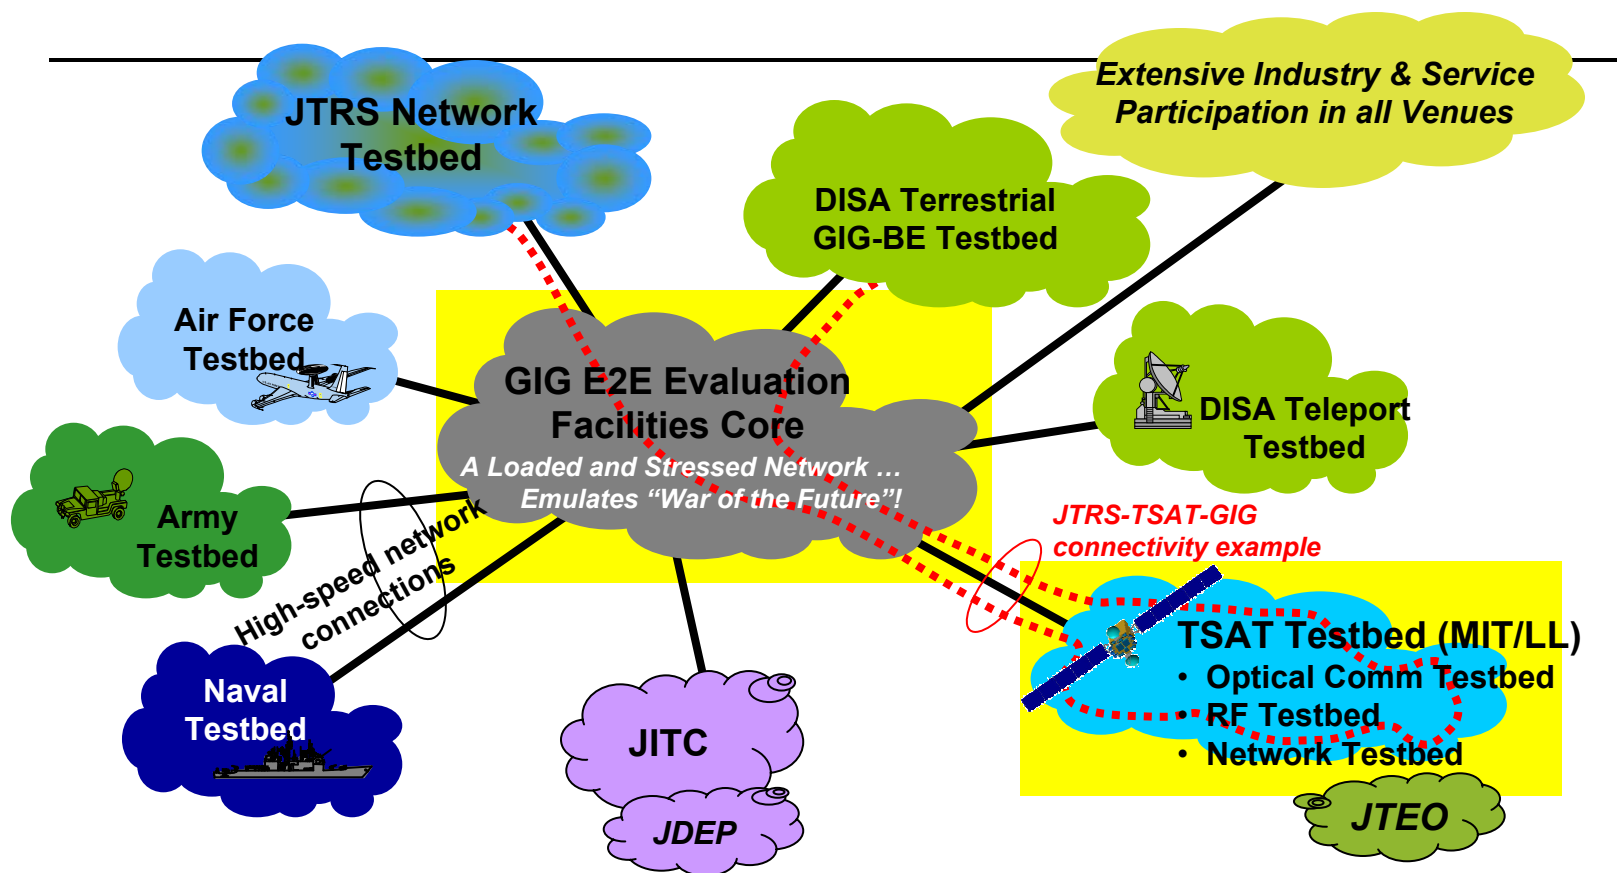 Extensive Industry & Service
Participation in all Venues
JTRS Network
Testbed
DISA Terrestrial
GIG-BE Testbed
Air Force
Testbed
GIG E2E Evaluation
Facilities Core
A Loaded and Stressed Network …
Emulates “War of the Future”!
DISA Teleport
Testbed
Army
Testbed
High-speed network
connections
JTRS-TSAT-GIG
connectivity example
TSAT Testbed (MIT/LL)
• Optical Comm Testbed
• RF Testbed
• Network Testbed
Naval
Testbed
JITC
JDEP
JTEO